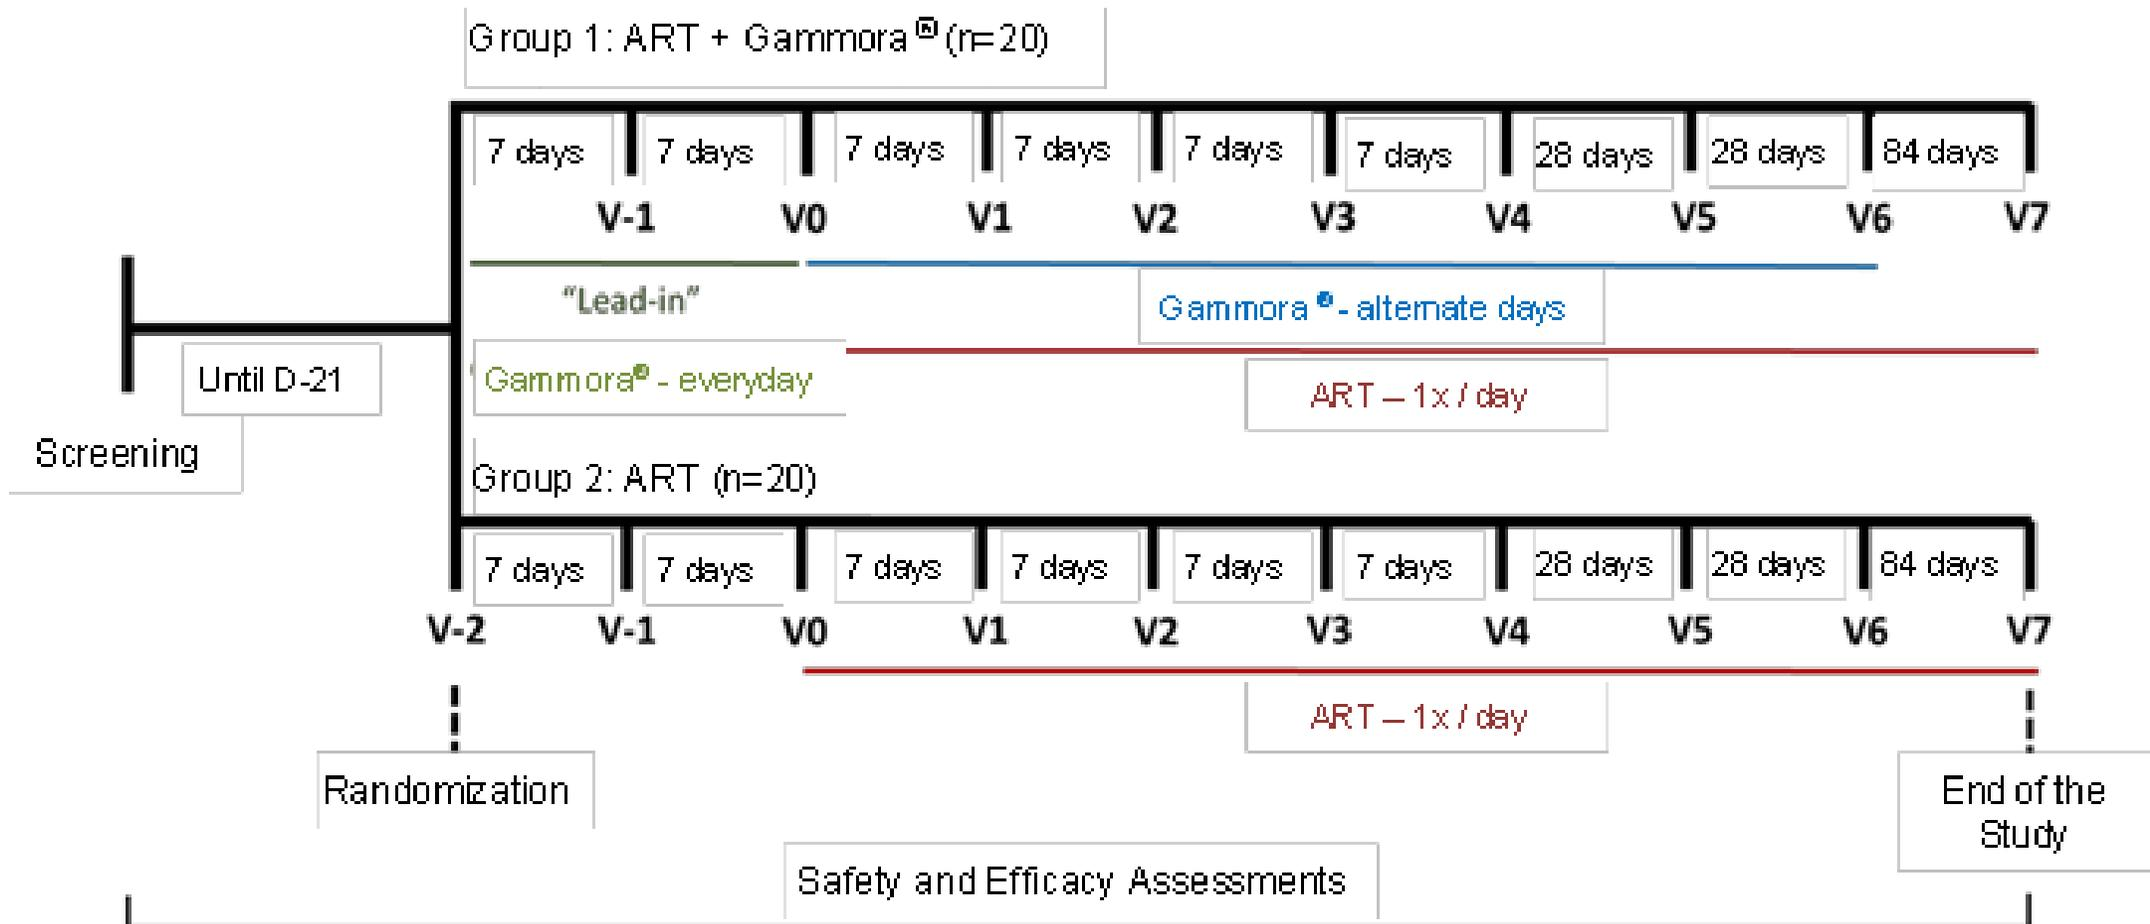 Group 1: ART + Gammora® (n=20)
7 days 7 days 7 days 7 days 7 days 7 days 28 days 28 days 84 days
V-1 V0 V1 V2 V3 V4 V5 V6 V7
“Lead-in”
Gammora® - alternate days
Until D-21
Gammora® - everyday
ART – 1x / day
Screening
Group 2: ART (n=20)
7 days 7 days 7 days 7 days 7 days 7 days 28 days 28 days 84 days
V-2 V-1 V0 V1 V2 V3 V4 V5 V6 V7
ART – 1x / day
Randomization
End of the
Study
Safety and Efficacy Assessments